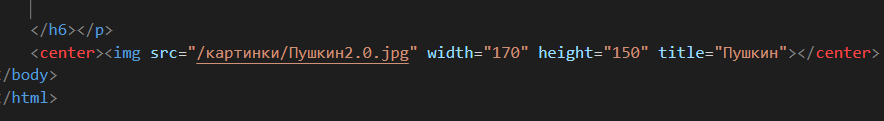 </h6></p>
<center><img src="/картинки/Пушкин2.0.jpg" width="170" height="150" title="Пушкин"></center>
/body>
/html>